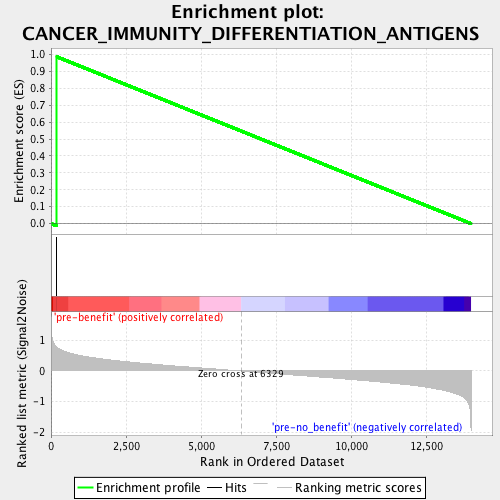 Enrichment plot:
CANCER_IMMUNITY_DIFFERENTIATION_ANTIGENS
Enrichment score (ES)
1.0
0.9
0.8
0.7
0.6
0.5
0.4
0.3
0.2
0.1
0.0
'pre-benefit' (positively correlated)
Ranked list metric (Signal2Noise)
1
0
-1
-2
Zero cross at 6329
'pre-no_benefit' (negatively correlated)
0
2,500
5,000
7,500
10,000
12,500
Rank in Ordered Dataset
Enrichment profile
Hits
Ranking metric scores